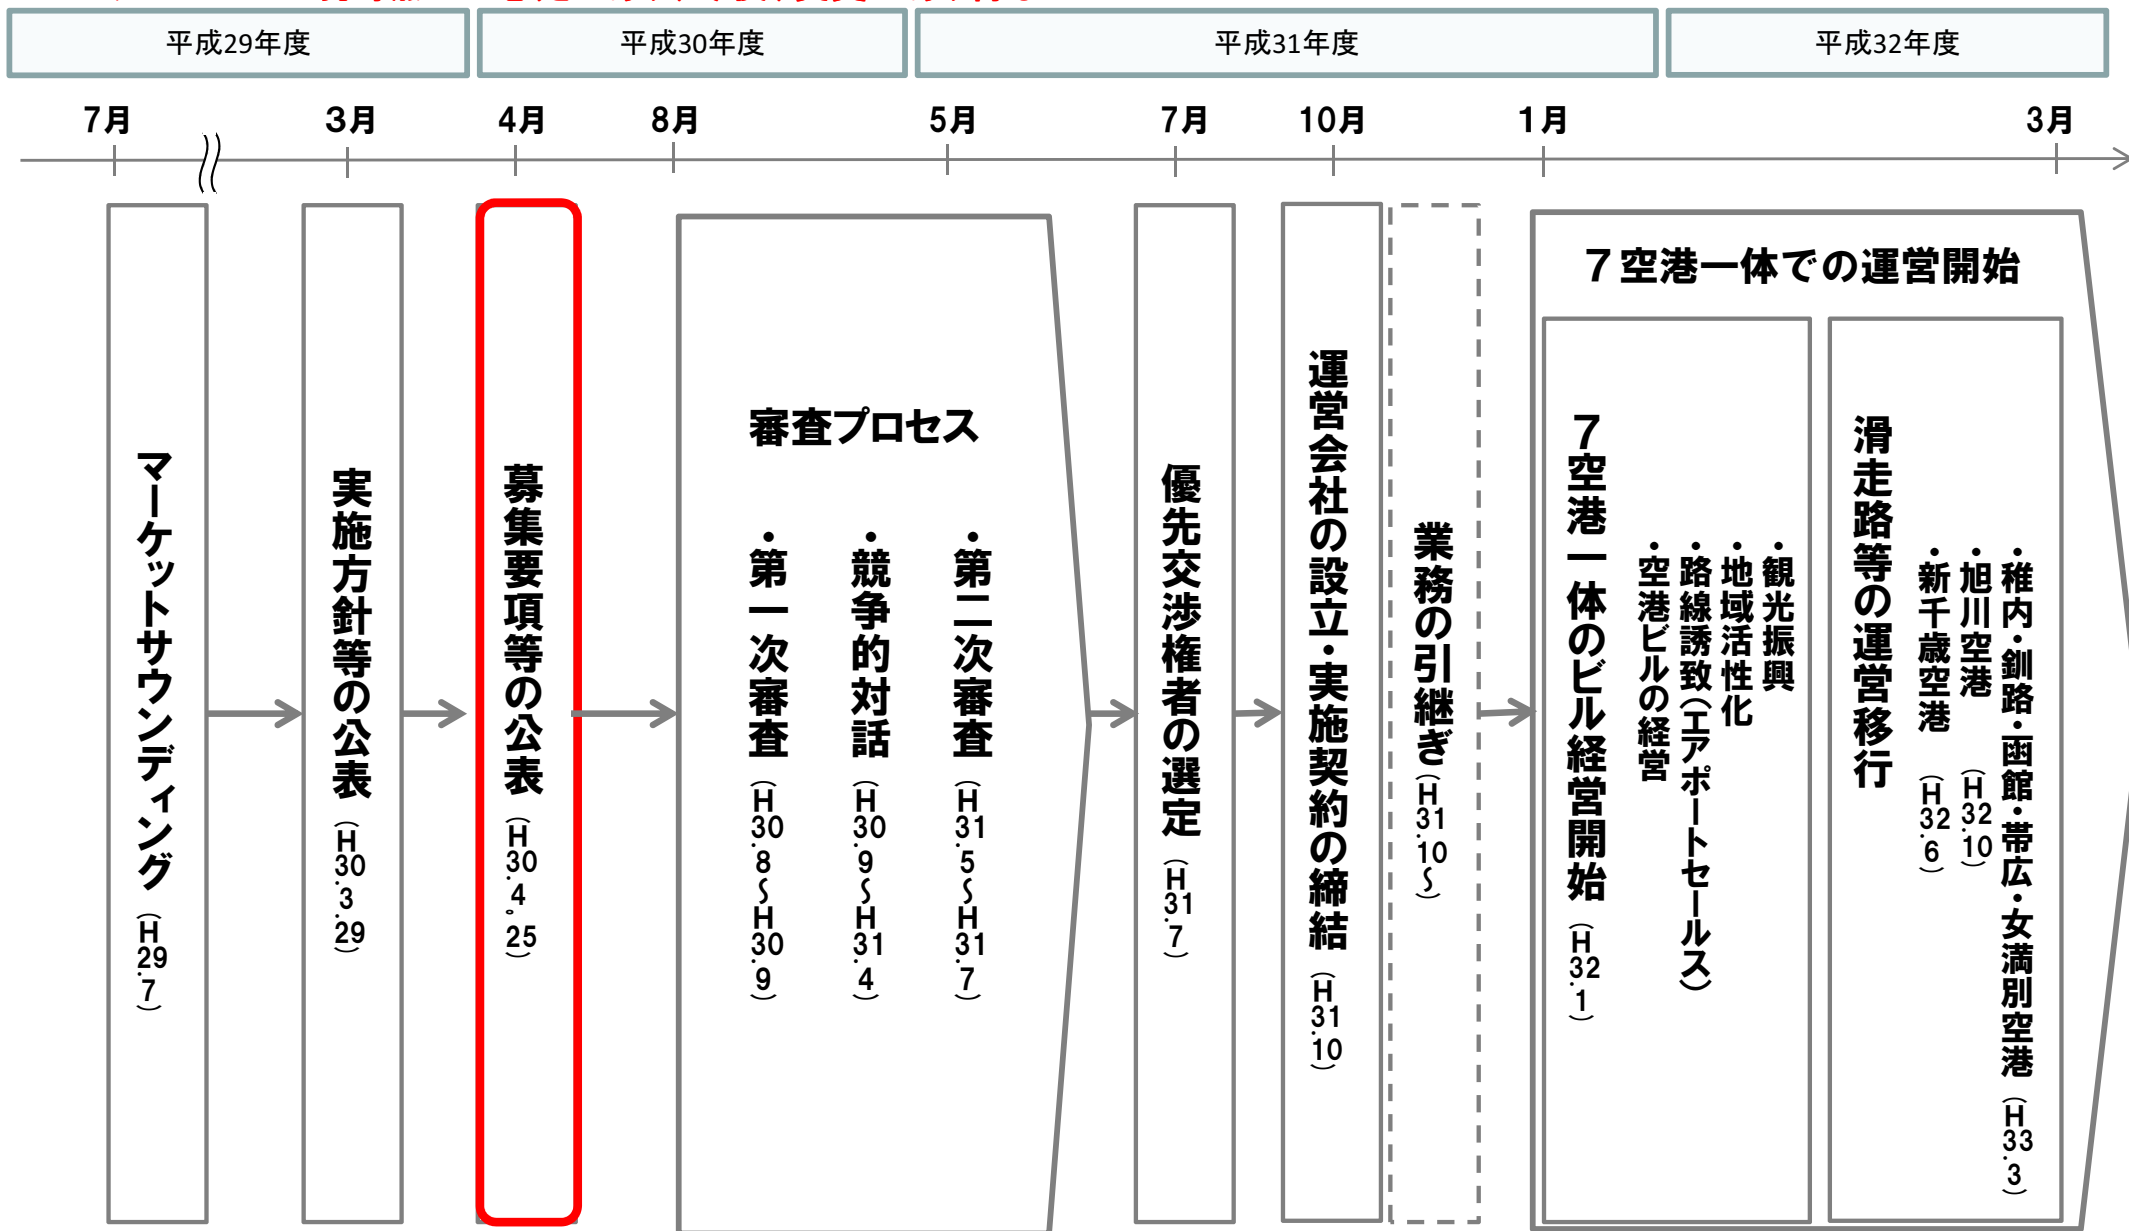 平成29年度
平成30年度
平成31年度
平成32年度
7月
3月
4月
8月
5月
7月
10月
1月
3月
マーケットサウンディング（H29.7）
実施方針等の公表（H30.3.29）
募集要項等の公表（H30.4。25）
審査プロセス
・第一次審査（H30.8～H30.9）
・競争的対話（H30.9～H31.4）
・第二次審査（H31.5～H31.7）
優先交渉権者の選定（H31.7）
運営会社の設立・実施契約の締結（H31.10）
業務の引継ぎ（H31.10～）
７空港一体での運営開始
７空港一体のビル経営開始（H32.1）
・観光振興
・地域活性化
・路線誘致（エアポートセールス）
・空港ビルの経営
滑走路等の運営移行
・新千歳空港（H32.6）
・旭川空港（H32.10）
・稚内・釧路・函館・帯広・女満別空港（H33.3）